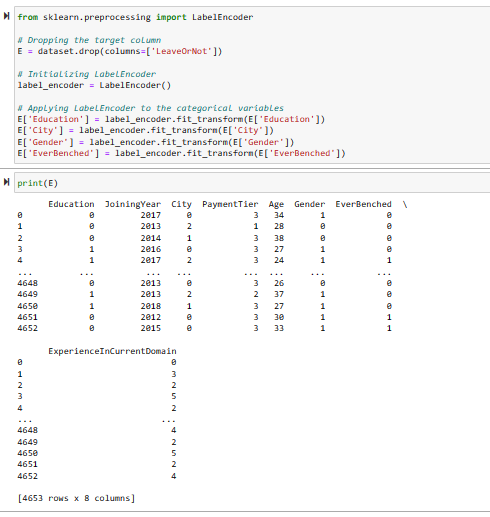 from sklearn.preprocessing import LabelEncoder
# Dropping the target column
E = dataset.drop(columns=['LeaveOrNot'])
# Initializing LabelEncoder
label_encoder = LabelEncoder()
# Applying LabelEncoder to the categorical variables
E['Education'] = label_encoder.fit_transform(E['Education'])
E['City'] = label_encoder.fit_transform(E['City'])
E['Gender'] = label_encoder.fit_transform(E['Gender'])
E['EverBenched'] = label_encoder.fit_transform(E['EverBenched'])
print(E)
Education JoiningYear City PaymentTier Age Gender EverBenched \
0 0 2017 0 3 34 1 0
1 0 2013 2 1 28 0 0
2 0 2014 1 3 38 0 0
3 1 2016 0 3 27 1 0
4 1 2017 2 3 24 1 1
... ... ... ... ... ... ... ...
4648 0 2013 0 3 26 0 0
4649 1 2013 2 2 37 1 0
4650 1 2018 1 3 27 1 0
4651 0 2012 0 3 30 1 1
4652 0 2015 0 3 33 1 1
ExperienceInCurrentDomain
0 0
1 3
2 2
3 5
4 2
... ...
4648 4
4649 2
4650 5
4651 2
4652 4
[4653 rows x 8 columns]